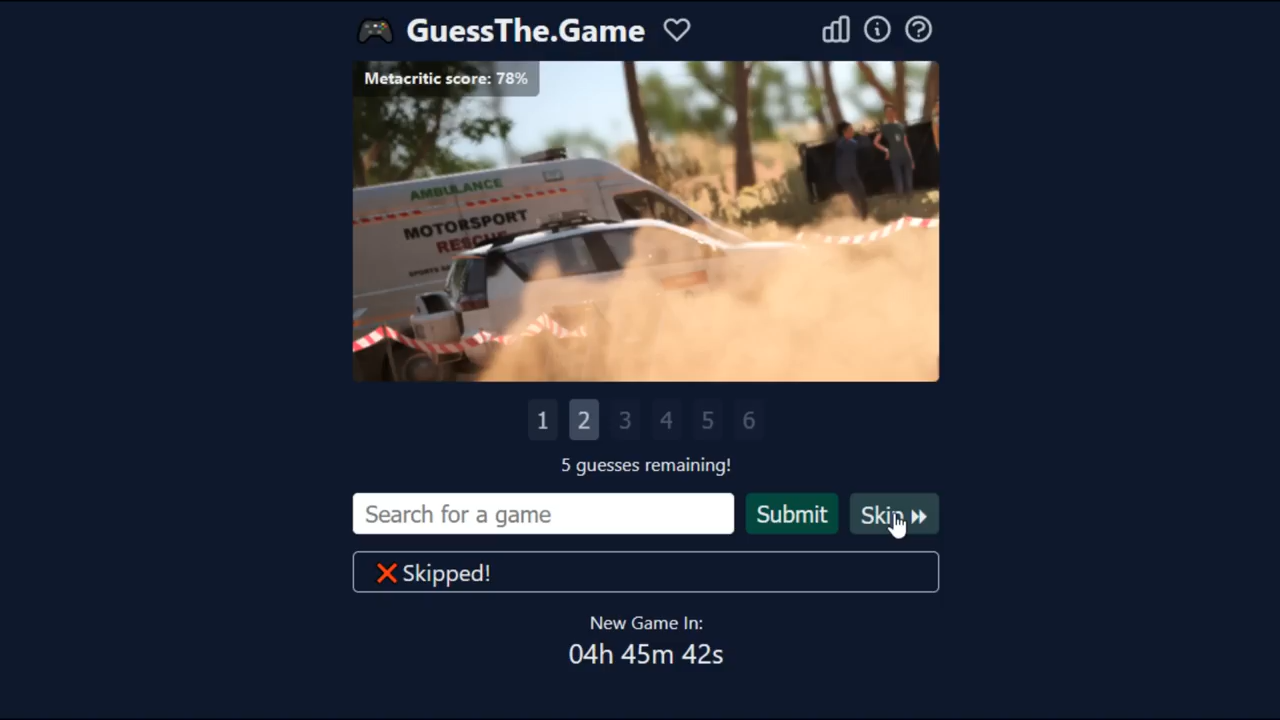 GuessThe.Game
Metacritic score: 78%
AMBULANCE
MOTORSPORT
RESCUE
1 2 3 4 5 6
5 guesses remaining!
Search for a game
Submit
Skip
Skipped!
New Game In:
04h 45m 42s